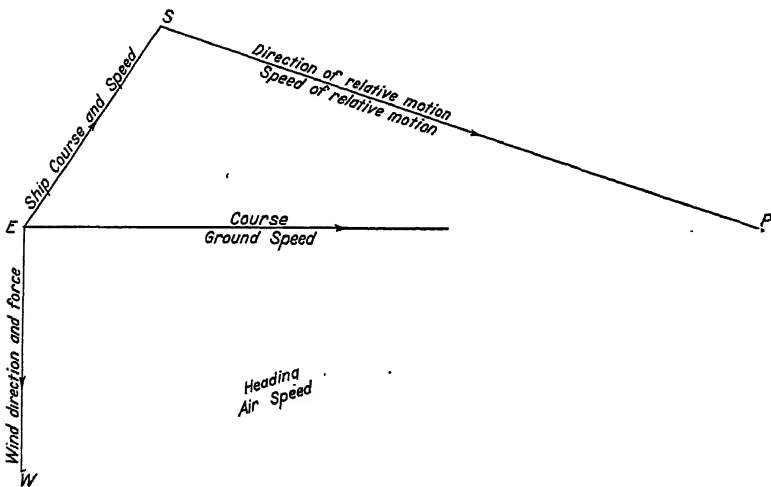 S
Direction of relative motion
Speed of relative motion
Ship Course and Speed
E
Course
Ground Speed
P
Wind direction and force
Heading
Air Speed
W